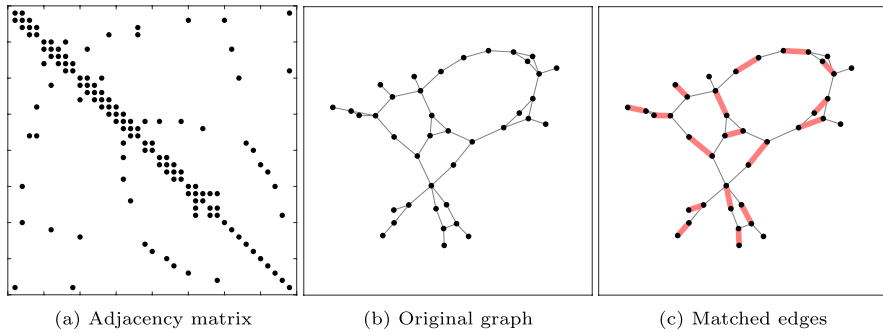 (a) Adjacency matrix
(b) Original graph
(c) Matched edges